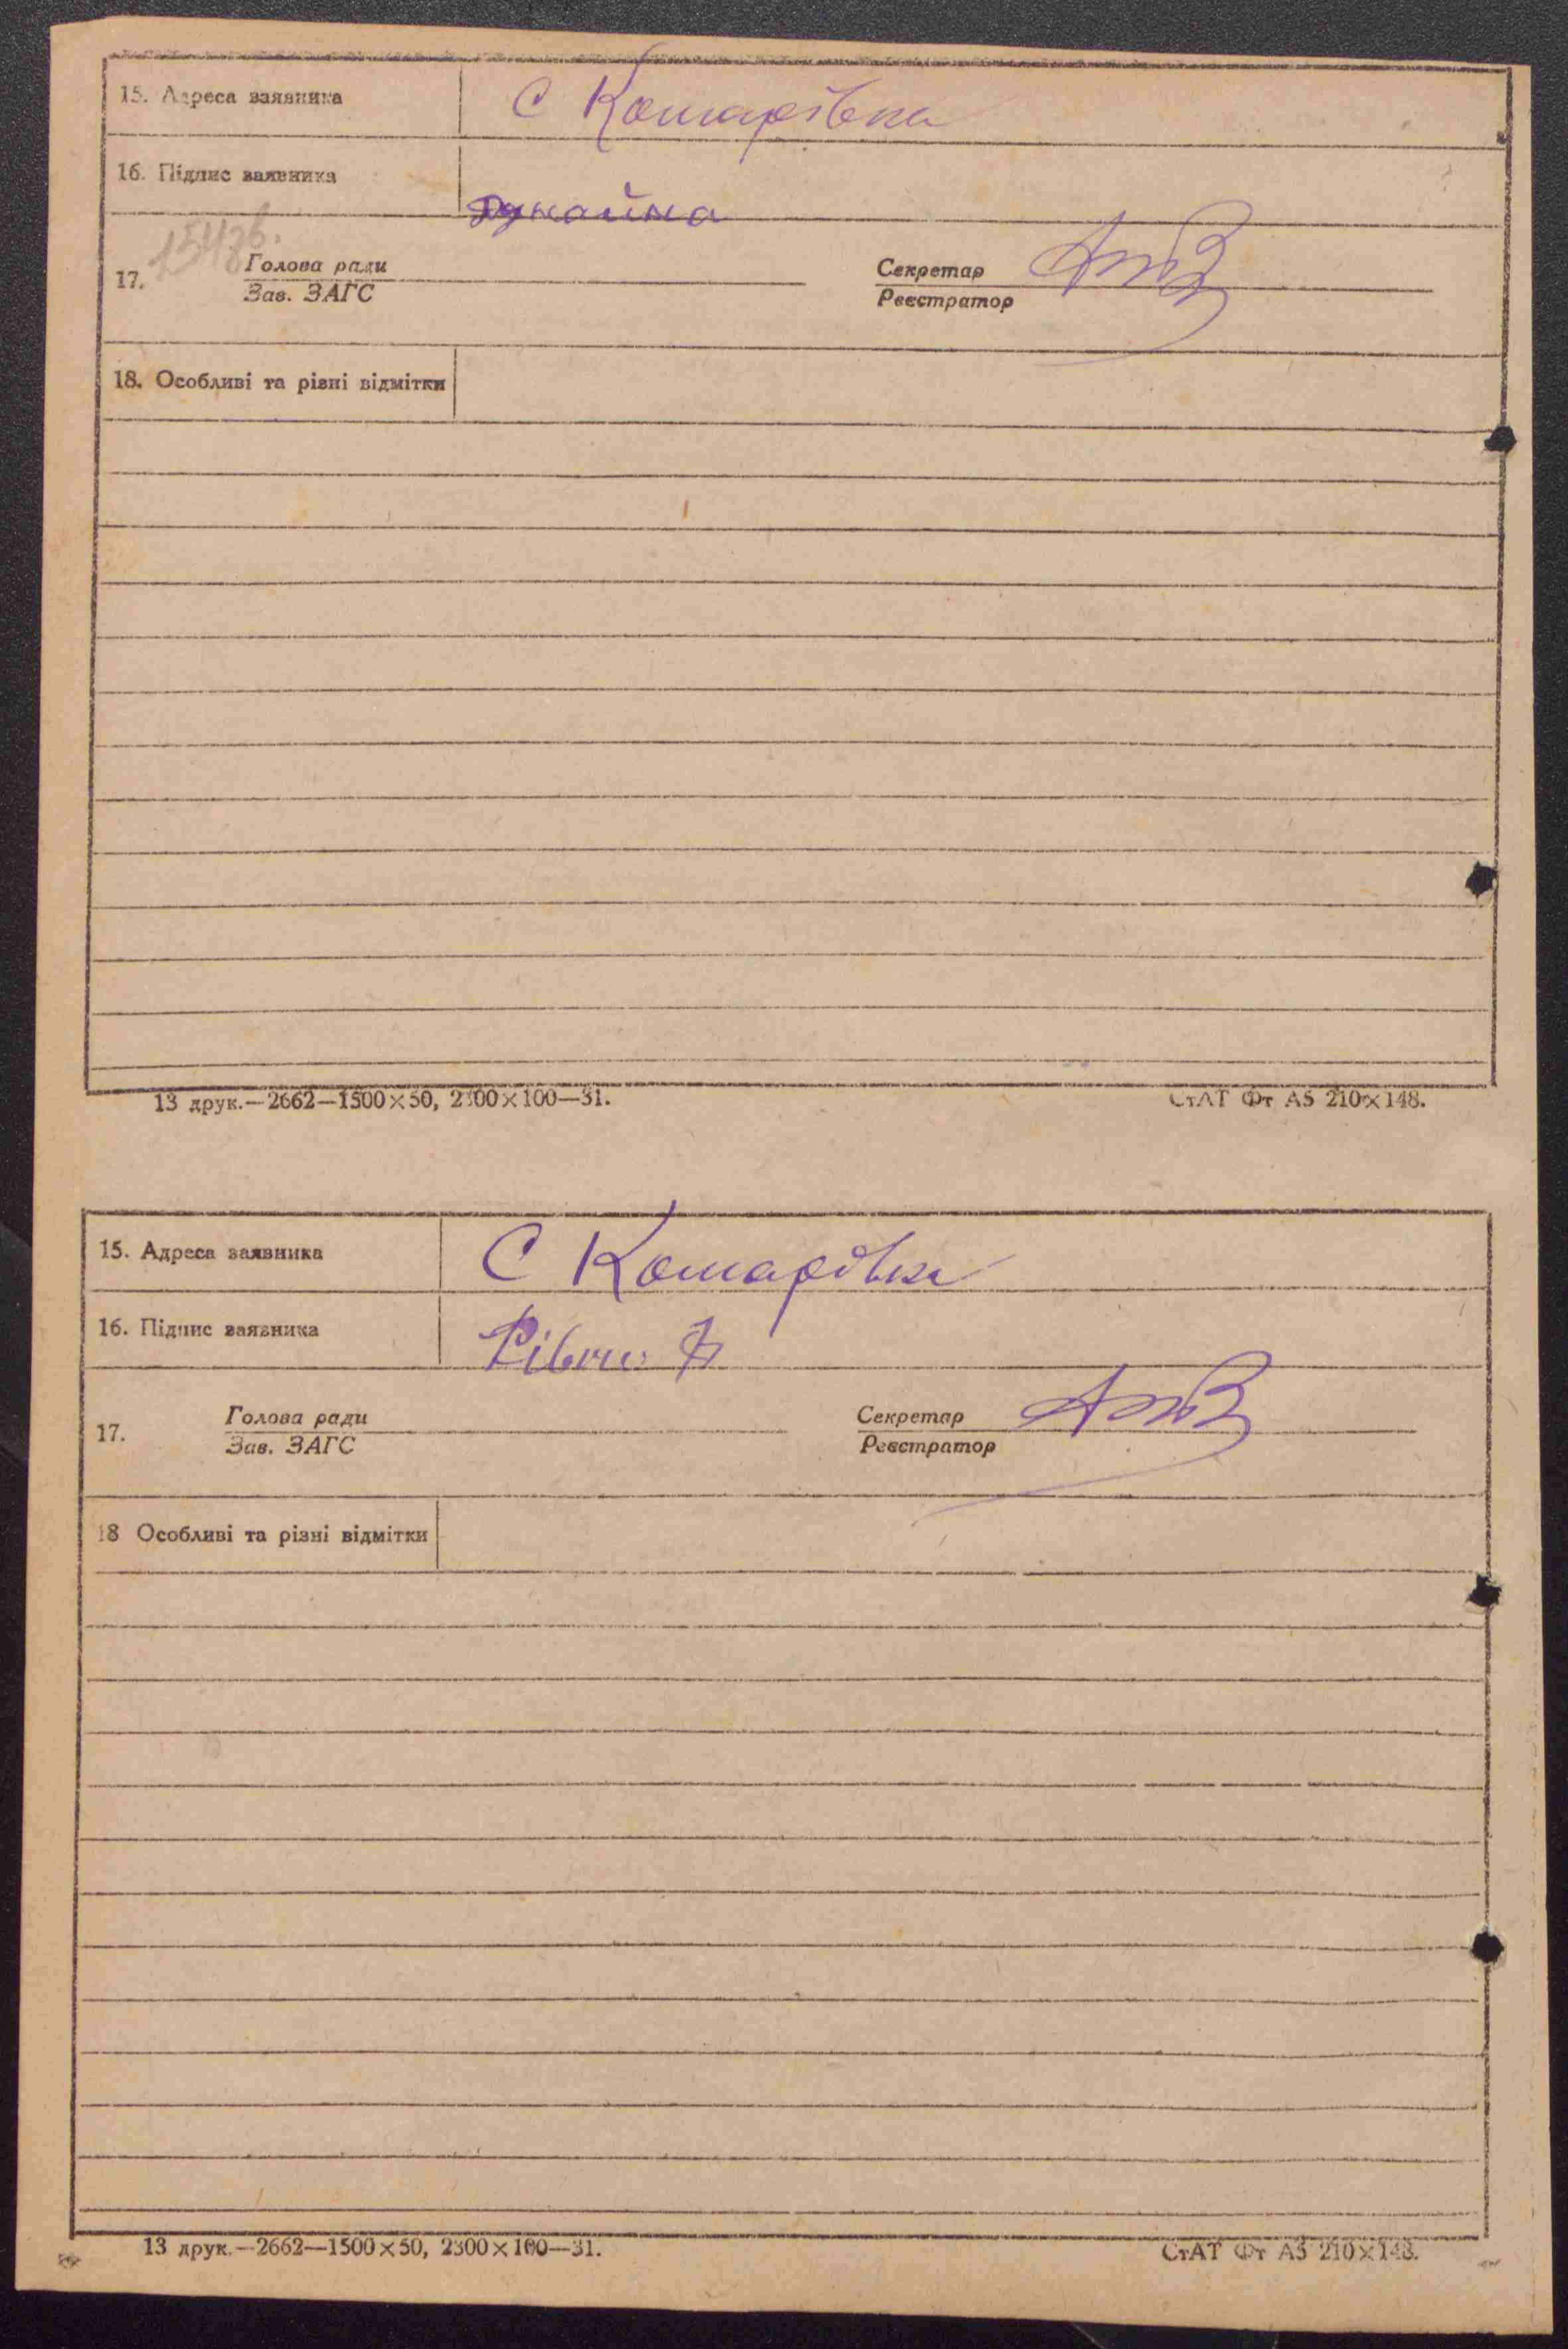 15. Адреса заявника С Комарівка
16. Підпис заявника Дунайна
17. Голова ради Секретар
Зав. ЗАГС Реєстратор
18. Особливі та різні відмітки
13 друк.—2662—1500×50, 2300×100—31. СтАТ Фт А5 210×148.
15. Адреса заявника С Комарівка
16. Підпис заявника
17. Голова ради Секретар
Зав. ЗАГС Реєстратор
18 Особливі та різні відмітки
13 друк.—2662—1500×50, 2300×100—31. СтАТ Фт А5 210×148.